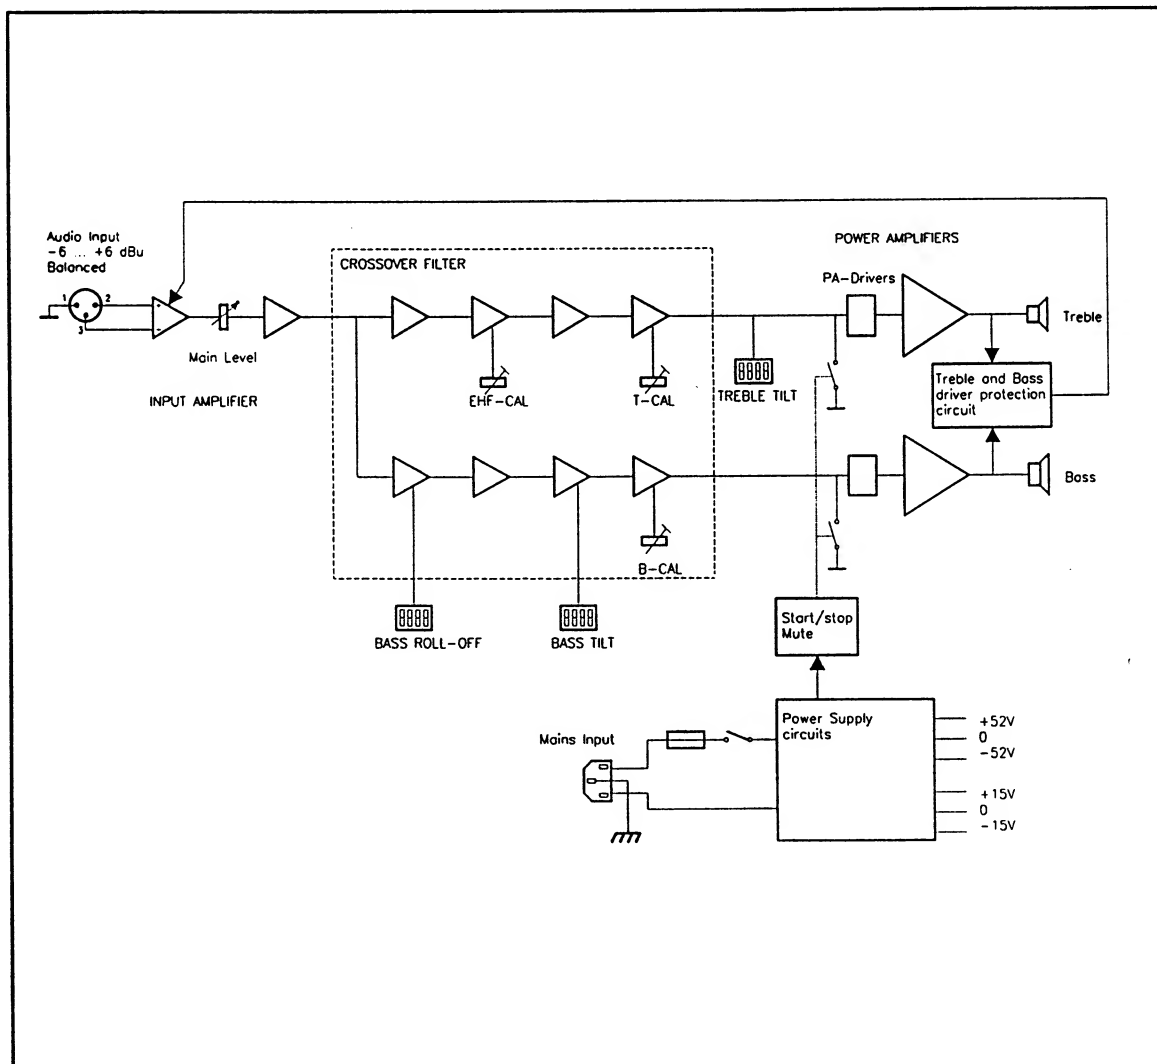 Audio Input
-6 ... +6 dBu
Balanced
1
2
3
+
-
Main Level
INPUT AMPLIFIER
CROSSOVER FILTER
EHF-CAL
T-CAL
TREBLE TILT
POWER AMPLIFIERS
PA-Drivers
Treble
Treble and Bass
driver protection
circuit
Bass
B-CAL
BASS ROLL-OFF
BASS TILT
Start/stop
Mute
Mains Input
Power Supply
circuits
+52V
0
-52V
+15V
0
-15V